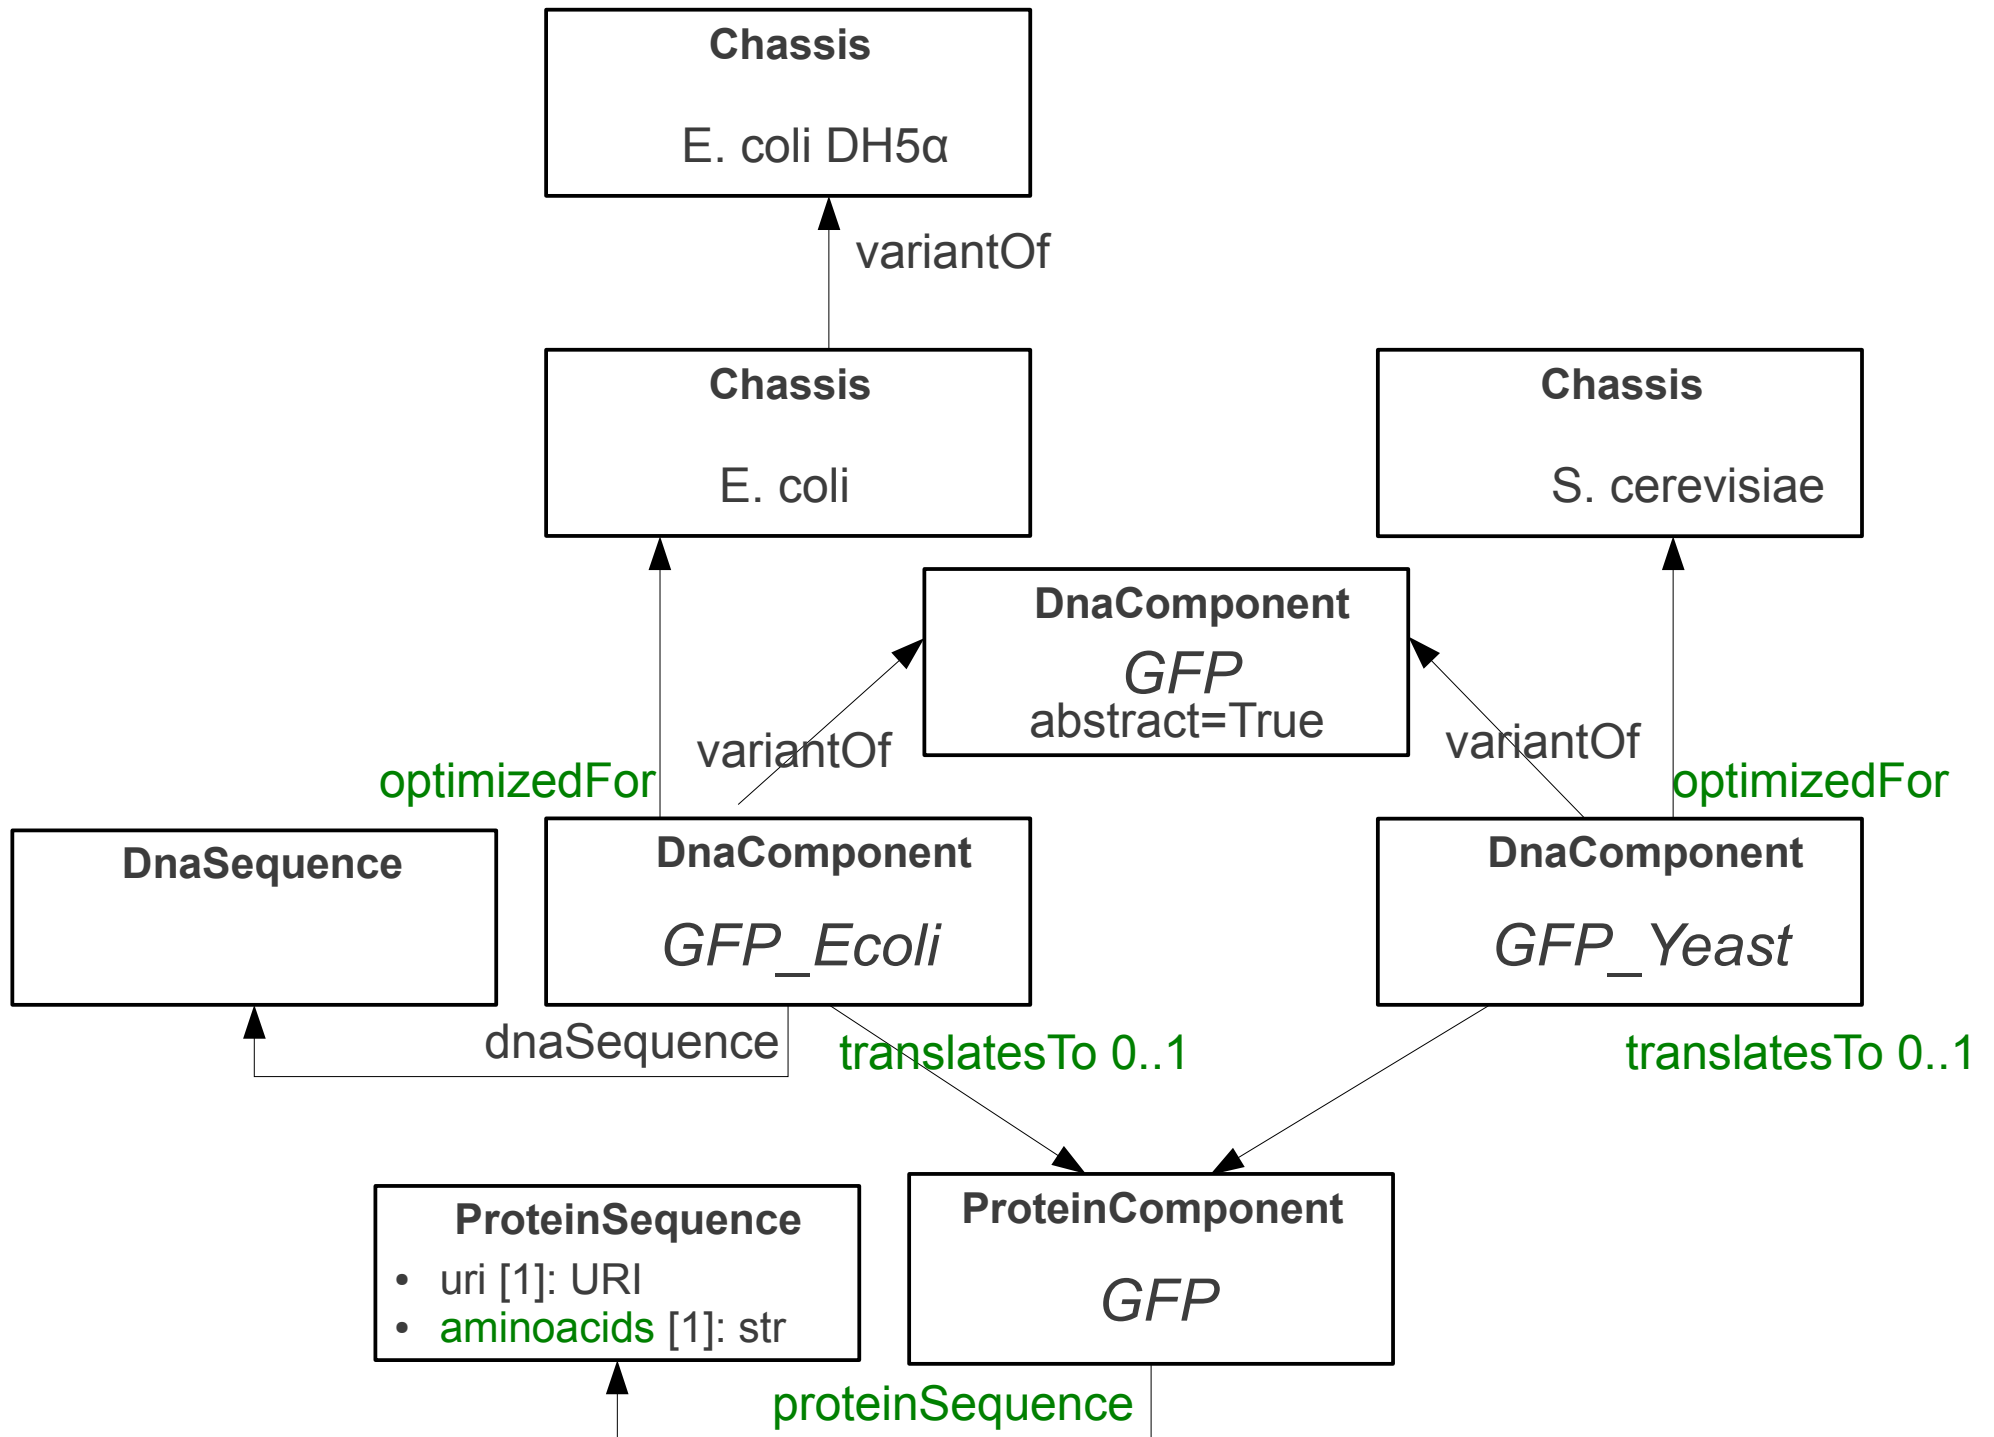 Chassis
E. coli DH5α
variantOf
Chassis
E. coli
Chassis
S. cerevisiae
DnaComponent
GFP
abstract=True
variantOf
variantOf
optimizedFor
optimizedFor
DnaSequence
DnaComponent
GFP_Ecoli
DnaComponent
GFP_Yeast
dnaSequence
translatesTo 0..1
translatesTo 0..1
ProteinSequence
• uri [1]: URI
• aminoacids [1]: str
ProteinComponent
GFP
proteinSequence